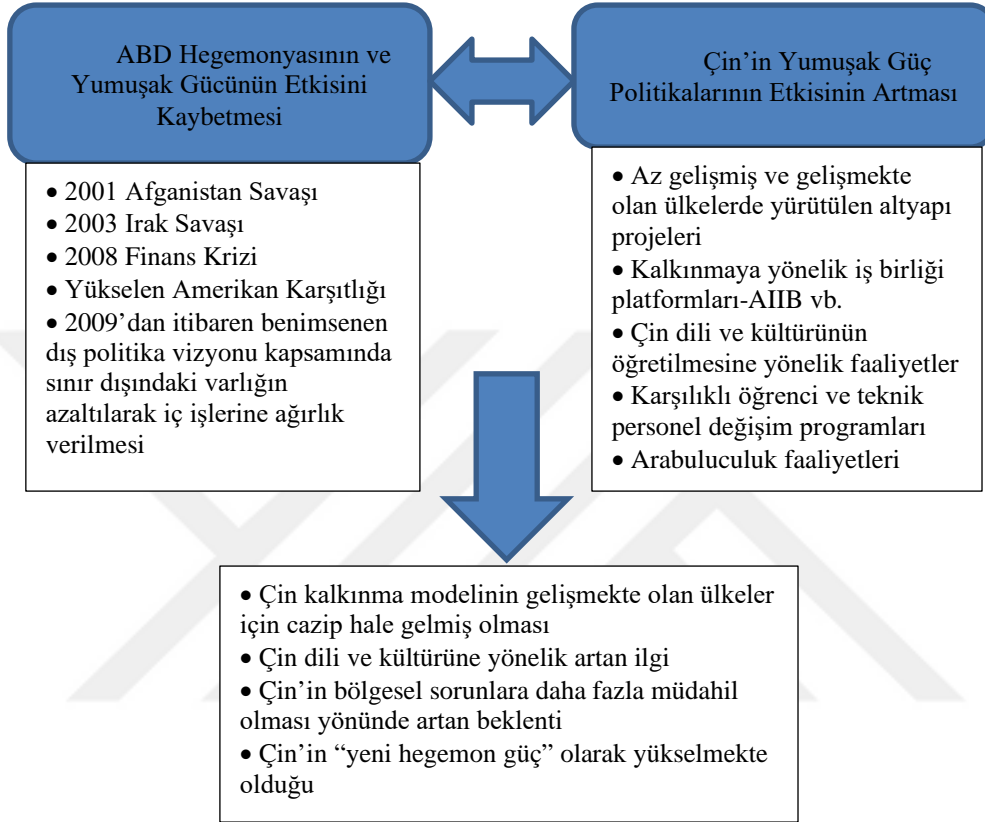 ABD Hegemonyasının ve
Yumuşak Gücünün Etkisini
Kaybetmesi
Çin’in Yumuşak Güç
Politikalarının Etkisinin Artması
• 2001 Afganistan Savaşı
• 2003 Irak Savaşı
• 2008 Finans Krizi
• Yükselen Amerikan Karşıtlığı
• 2009’dan itibaren benimsenen
dış politika vizyonu kapsamında
sınır dışındaki varlığın
azaltılarak iç işlerine ağırlık
verilmesi
• Az gelişmiş ve gelişmekte
olan ülkelerde yürütülen altyapı
projeleri
• Kalkınmaya yönelik iş birliği
platformları-AIIB vb.
• Çin dili ve kültürünün
öğretilmesine yönelik faaliyetler
• Karşılıklı öğrenci ve teknik
personel değişim programları
• Arabuluculuk faaliyetleri
• Çin kalkınma modelinin gelişmekte olan ülkeler
için cazip hale gelmiş olması
• Çin dili ve kültürüne yönelik artan ilgi
• Çin’in bölgesel sorunlara daha fazla müdahil
olması yönünde artan beklenti
• Çin’in “yeni hegemon güç” olarak yükselmekte
olduğu